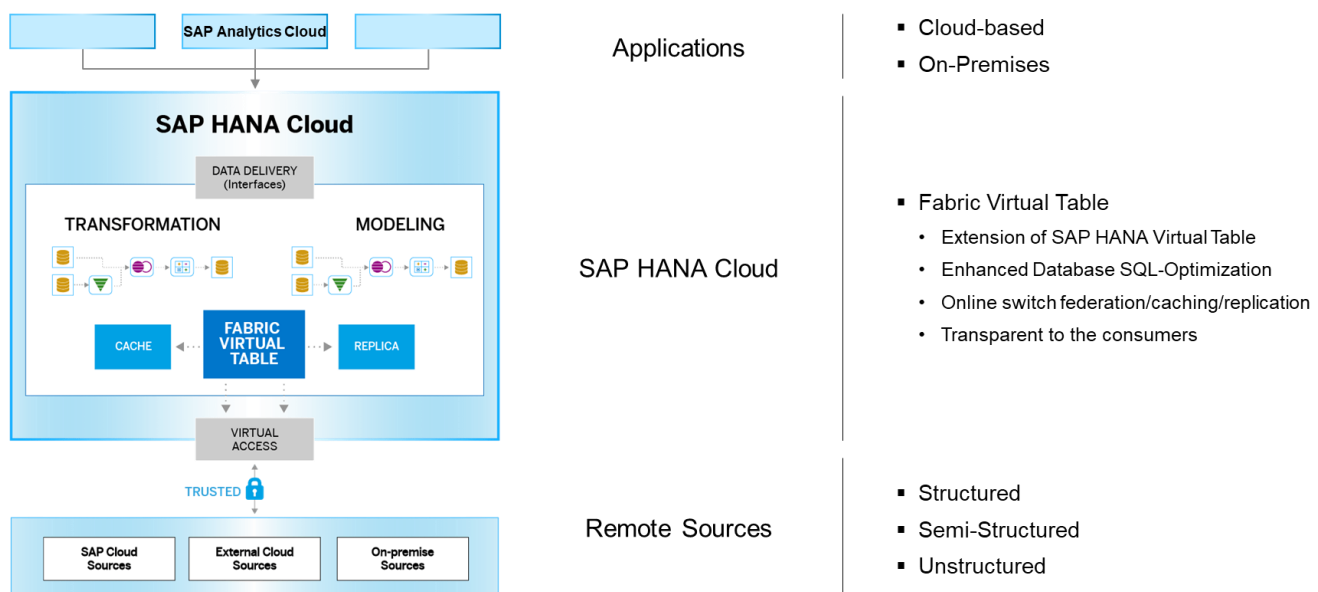 SAP Analytics Cloud
Applications
▪ Cloud-based
▪ On-Premises
SAP HANA Cloud
DATA DELIVERY
(Interfaces)
TRANSFORMATION
MODELING
CACHE
FABRIC
VIRTUAL
TABLE
REPLICA
VIRTUAL
ACCESS
SAP HANA Cloud
▪ Fabric Virtual Table
• Extension of SAP HANA Virtual Table
• Enhanced Database SQL-Optimization
• Online switch federation/caching/replication
• Transparent to the consumers
TRUSTED
SAP Cloud
Sources
External Cloud
Sources
On-premise
Sources
Remote Sources
▪ Structured
▪ Semi-Structured
▪ Unstructured